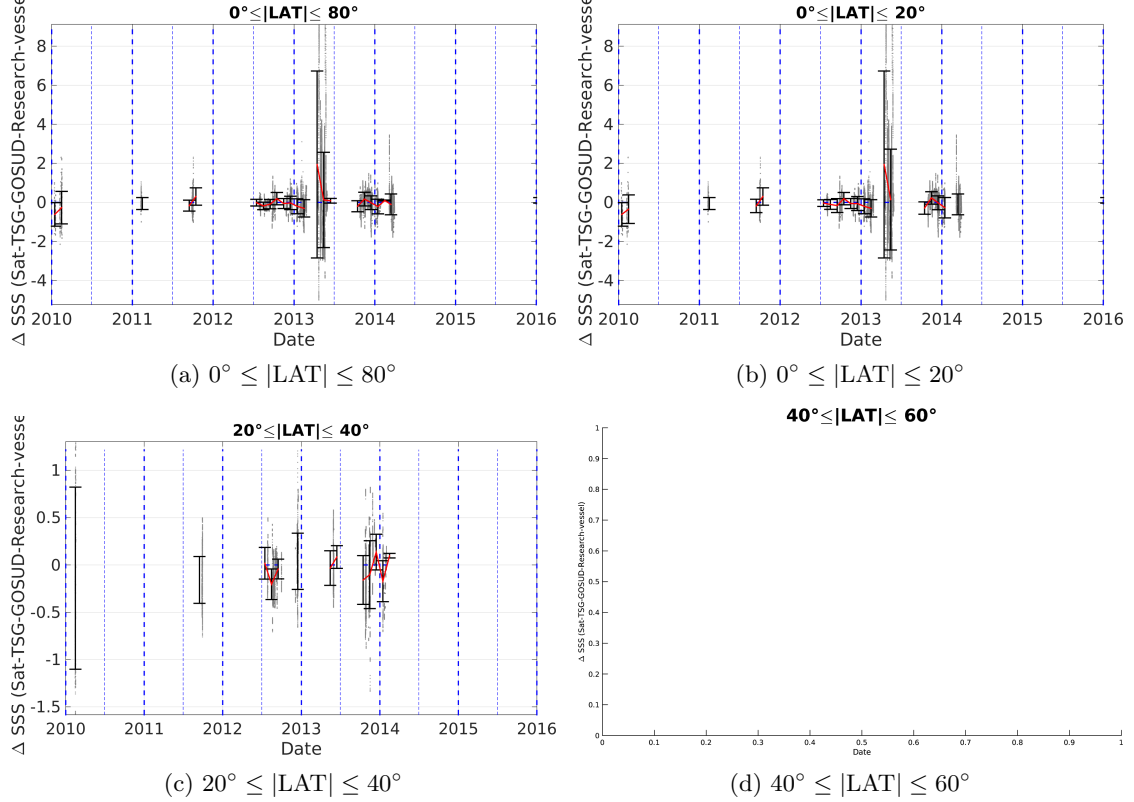 0°≤|LAT|≤ 80°
Δ SSS (Sat-TSG-GOSUD-Research-vesse
8
6
4
2
0
-2
-4
2010 2011 2012 2013 2014 2015 2016
Date
(a) 0° ≤ |LAT| ≤ 80°
0°≤|LAT|≤ 20°
Δ SSS (Sat-TSG-GOSUD-Research-vesse
8
6
4
2
0
-2
-4
2010 2011 2012 2013 2014 2015 2016
Date
(b) 0° ≤ |LAT| ≤ 20°
20°≤|LAT|≤ 40°
Δ SSS (Sat-TSG-GOSUD-Research-vesse
1
0.5
0
-0.5
-1
-1.5
2010 2011 2012 2013 2014 2015 2016
Date
(c) 20° ≤ |LAT| ≤ 40°
40°≤|LAT|≤ 60°
Δ SSS (Sat-TSG-GOSUD-Research-vessel)
1
0.9
0.8
0.7
0.6
0.5
0.4
0.3
0.2
0.1
0
0 0.1 0.2 0.3 0.4 0.5 0.6 0.7 0.8 0.9 1
Date
(d) 40° ≤ |LAT| ≤ 60°